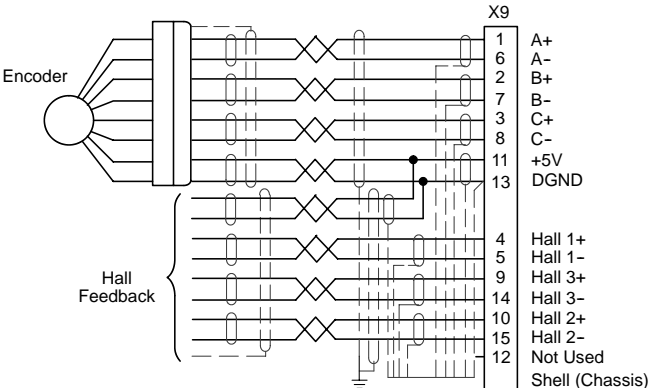 X9
1 A+
6 A-
Encoder
2 B+
7 B-
3 C+
8 C-
11 +5V
13 DGND
4 Hall 1+
5 Hall 1-
Hall
Feedback
9 Hall 3+
14 Hall 3-
10 Hall 2+
15 Hall 2-
12 Not Used
Shell (Chassis)